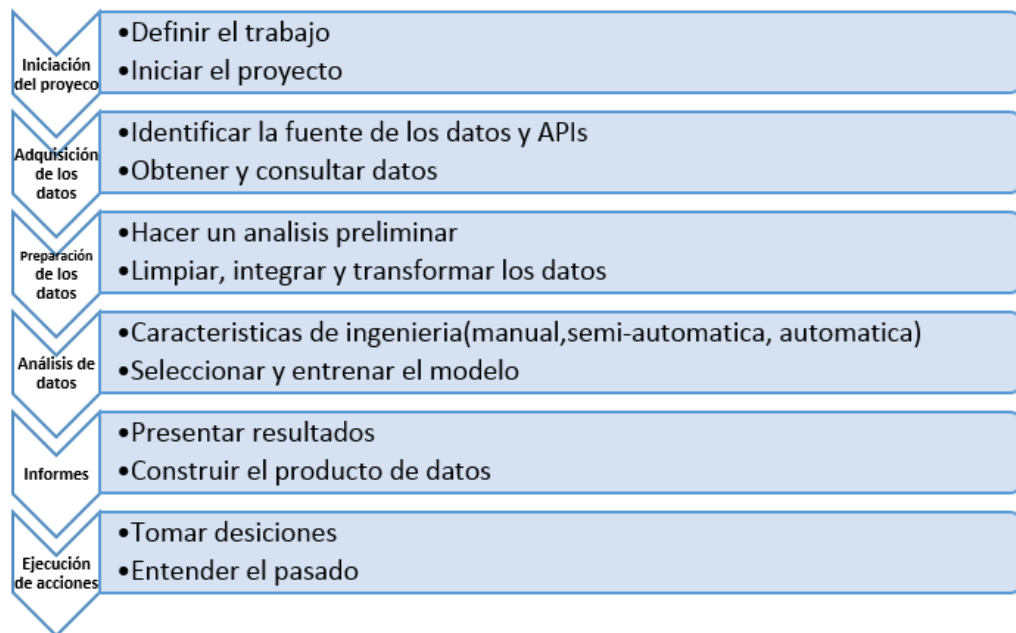 Iniciación
del proyeco
•Definir el trabajo
•Iniciar el proyecto
Adquisición
de los
datos
•Identificar la fuente de los datos y APIs
•Obtener y consultar datos
Preparación
de los
datos
•Hacer un analisis preliminar
•Limpiar, integrar y transformar los datos
Análisis de
datos
•Caracteristicas de ingenieria(manual,semi-automatica, automatica)
•Seleccionar y entrenar el modelo
Informes
•Presentar resultados
•Construir el producto de datos
Ejecución
de acciones
•Tomar desiciones
•Entender el pasado